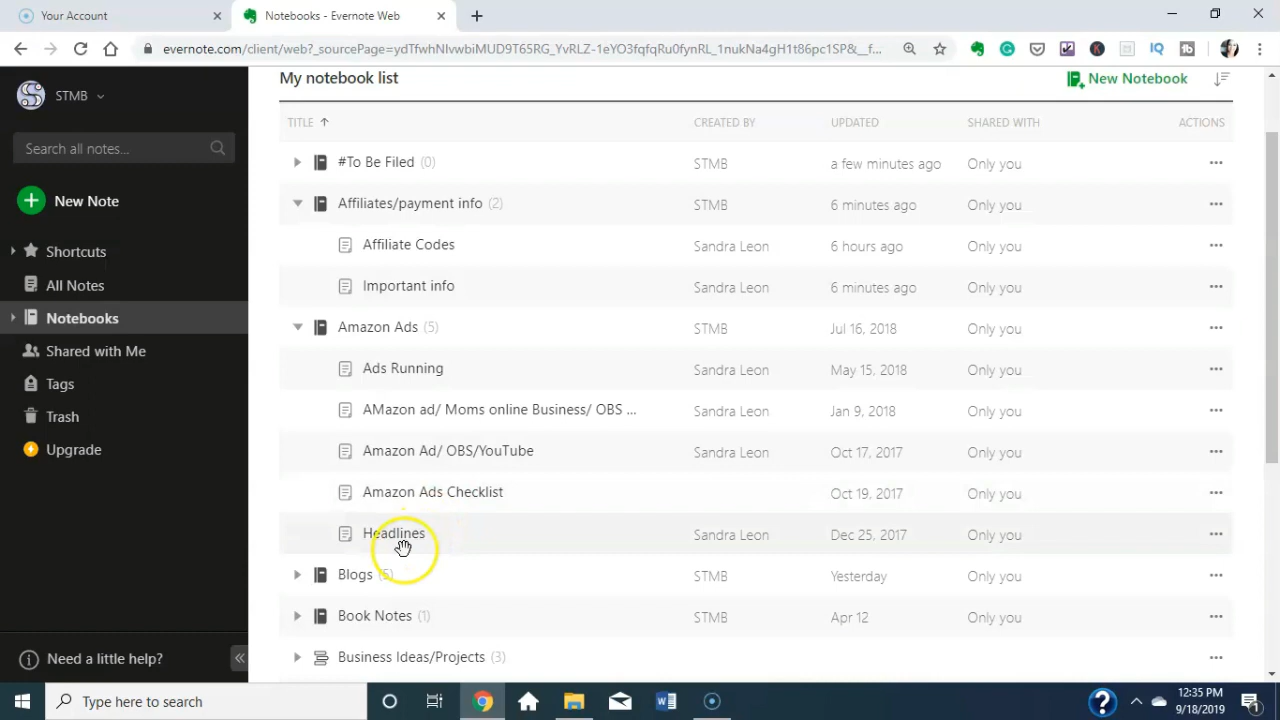 Your Account
Notebooks - Evernote Web
evernote.com/client/web?_sourcePage=ydTfwhNIvwbiMUD9T65RG_YvRLZ-1eYO3fqfqRu0fynRL_1nukNa4gH1t86pc1SP&__f...
STMB
Search all notes...
New Note
Shortcuts
All Notes
Notebooks
Shared with Me
Tags
Trash
Upgrade
Need a little help?
My notebook list
New Notebook
TITLE CREATED BY UPDATED SHARED WITH ACTIONS
#To Be Filed (0) STMB a few minutes ago Only you
Affiliates/payment info (2) STMB 6 minutes ago Only you
Affiliate Codes Sandra Leon 6 hours ago Only you
Important info Sandra Leon 6 minutes ago Only you
Amazon Ads (5) STMB Jul 16, 2018 Only you
Ads Running Sandra Leon May 15, 2018 Only you
AMazon ad/ Moms online Business/ OBS ... Sandra Leon Jan 9, 2018 Only you
Amazon Ad/ OBS/YouTube Sandra Leon Oct 17, 2017 Only you
Amazon Ads Checklist Oct 19, 2017 Only you
Headlines Sandra Leon Dec 25, 2017 Only you
Blogs (5) STMB Yesterday Only you
Book Notes (1) STMB Apr 12 Only you
Business Ideas/Projects (3)
Type here to search
12:35 PM
9/18/2019